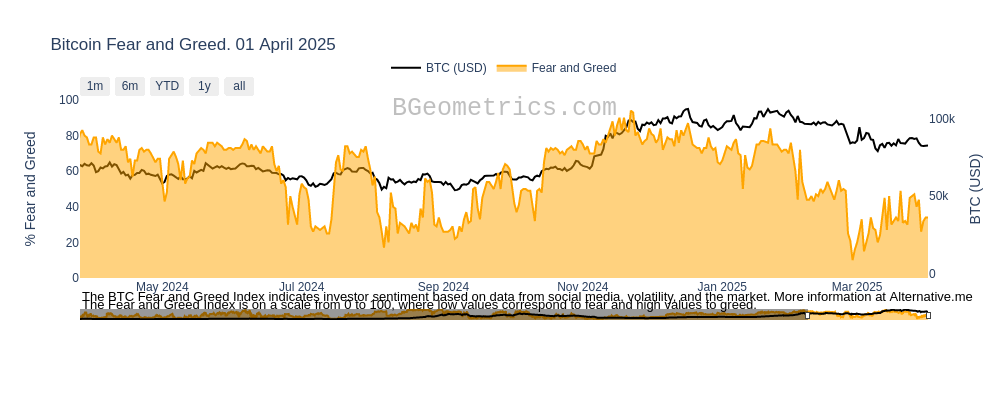 Bitcoin Fear and Greed. 01 April 2025
BTC (USD) Fear and Greed
1m 6m YTD 1y all
BGeometrics.com
100
80
60
40
20
0
% Fear and Greed
100k
50k
0
BTC (USD)
May 2024 Jul 2024 Sep 2024 Nov 2024 Jan 2025 Mar 2025
The BTC Fear and Greed Index indicates investor sentiment based on data from social media, volatility, and the market. More information at Alternative.me
The Fear and Greed Index is on a scale from 0 to 100, where low values correspond to fear and high values to greed.